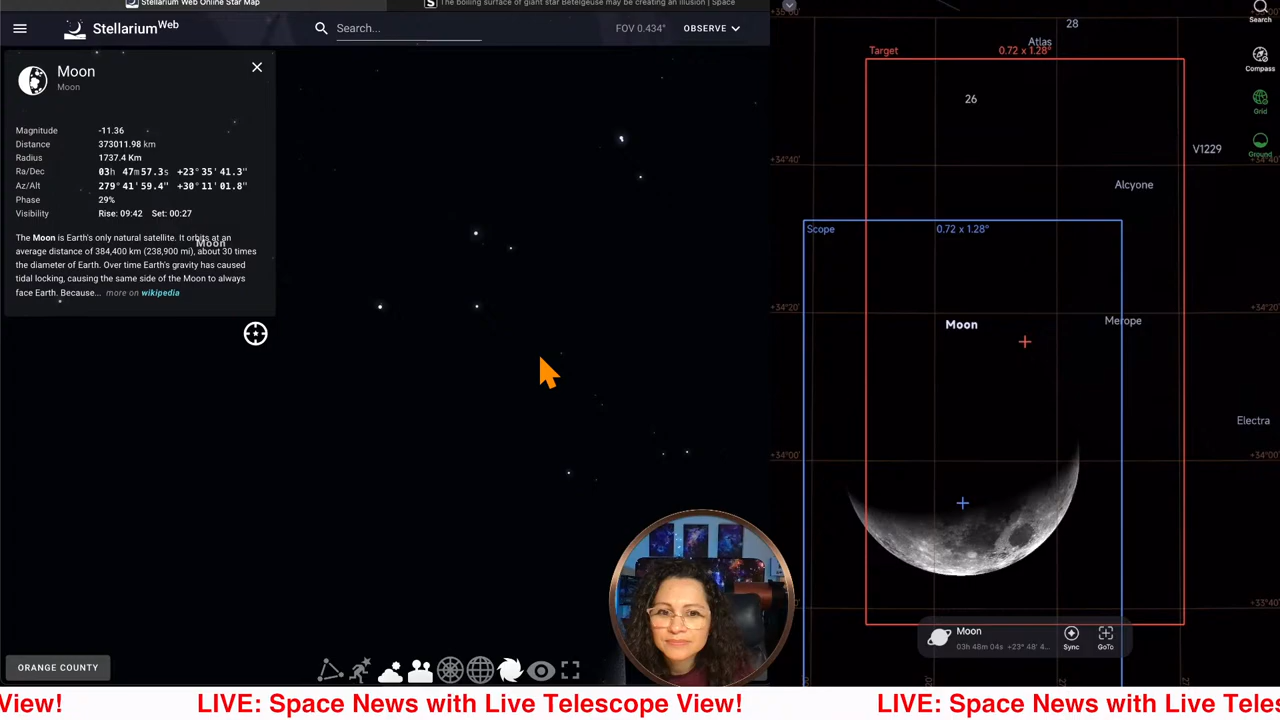 Stellarium Web Online Star Map
The boiling surface of giant star Betelgeuse may be creating an illusion | Space
StellariumWeb
Search...
FOV 0.434°
OBSERVE
Moon
Moon
Magnitude -11.36
Distance 373011.98 km
Radius 1737.4 Km
Ra/Dec 03h 47m57.3s +23°35'41.3"
Az/Alt 279°41'59.4" +30°11'01.8"
Phase 29%
Visibility Rise: 09:42 Set: 00:27
The Moon is Earth's only natural satellite. It orbits at an
average distance of 384,400 km (238,900 mi), about 30 times
the diameter of Earth. Over time Earth's gravity has caused
tidal locking, causing the same side of the Moon to always
face Earth. Because... more on wikipedia
Moon
ORANGE COUNTY
28
Atlas
Target
0.72 x 1.28°
26
V1229
+34°40'
+34°40'
Alcyone
Scope
0.72 x 1.28°
+34°20'
+34°20'
Moon
Merope
Electra
+34°00'
+34°00'
+33°40'
Moon
03h 48m 04s +23° 48' 4...
Sync
GoTo
Search
Compass
Grid
Ground
View!
LIVE: Space News with Live Telescope View!
LIVE: Space News with Live Teles